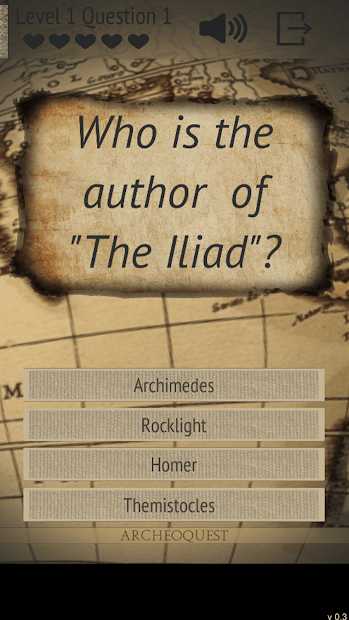 Level 1 Question 1
Who is the
author of
"The Iliad"?
Archimedes
Rocklight
Homer
Themistocles
ARCHEOQUEST
v 0.3